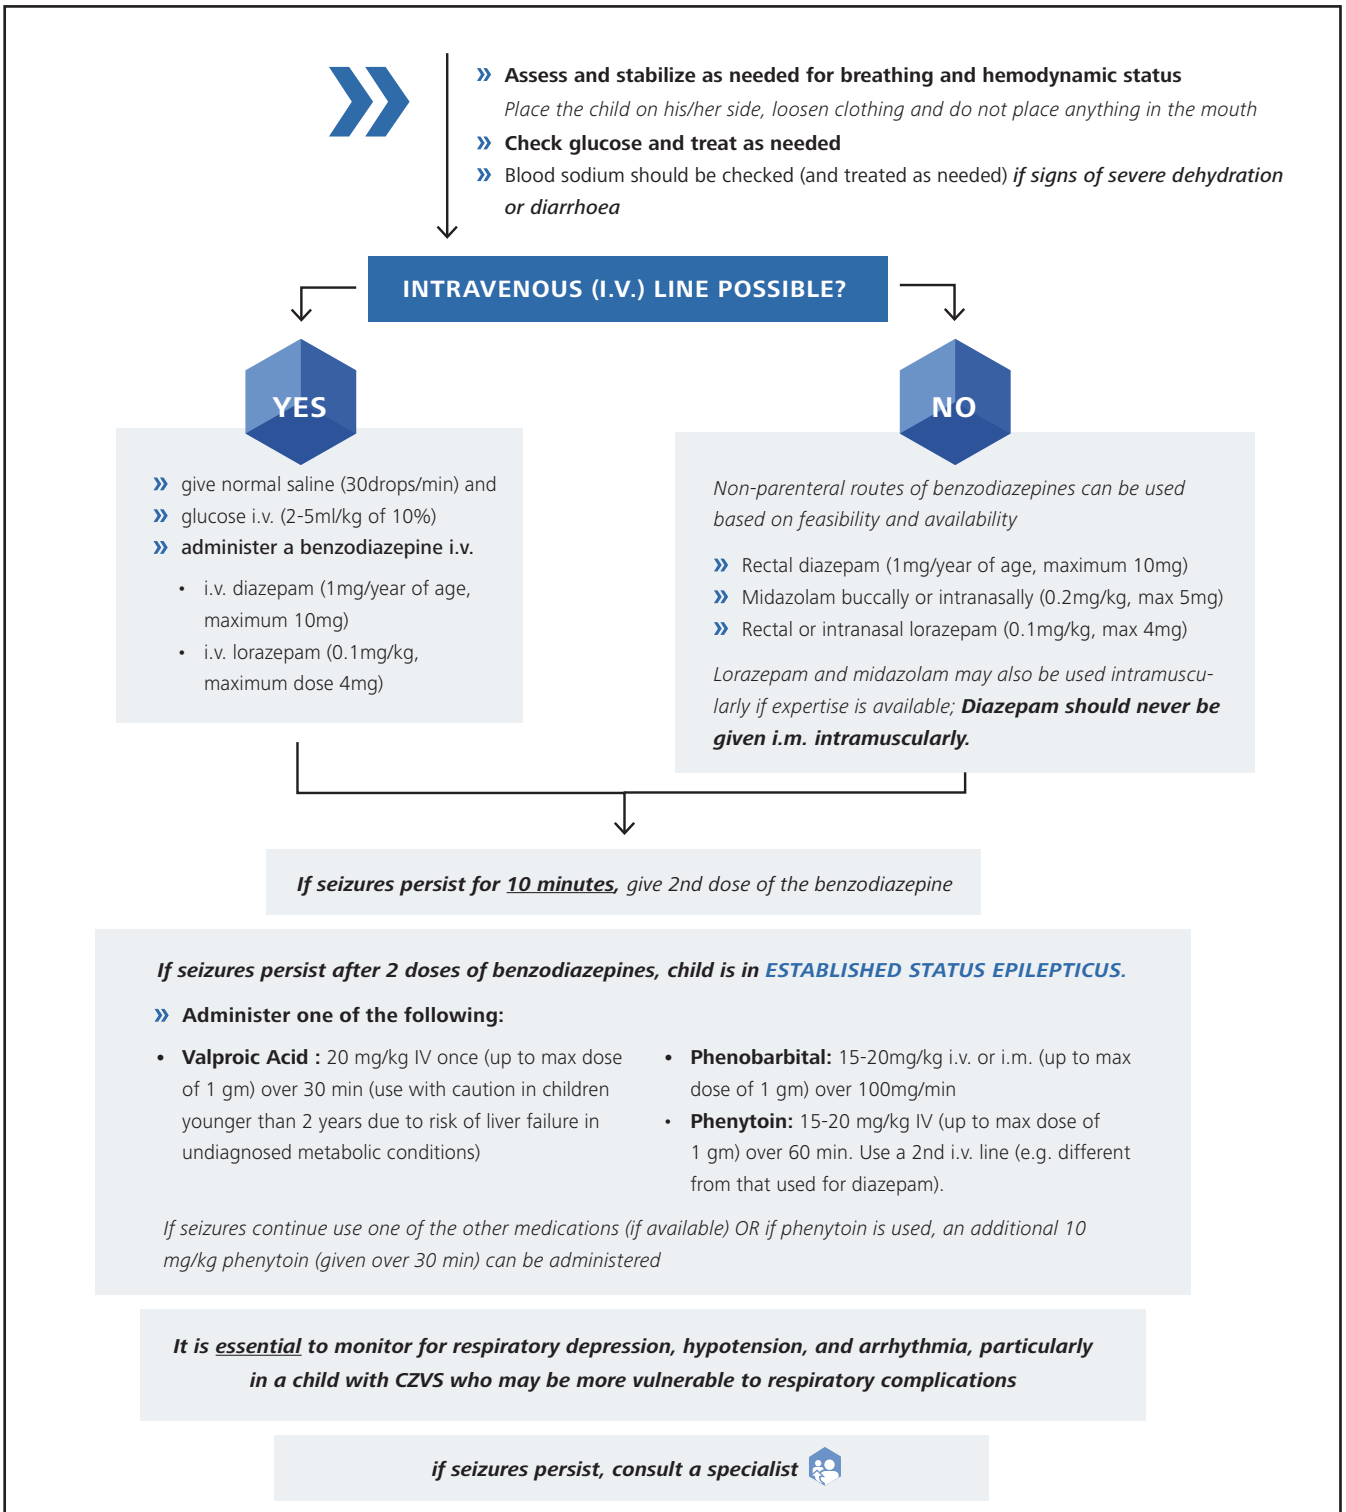 » Assess and stabilize as needed for breathing and hemodynamic status
Place the child on his/her side, loosen clothing and do not place anything in the mouth
» Check glucose and treat as needed
» Blood sodium should be checked (and treated as needed) if signs of severe dehydration
or diarrhoea
INTRAVENOUS (I.V.) LINE POSSIBLE?
YES
» give normal saline (30drops/min) and
» glucose i.v. (2-5ml/kg of 10%)
» administer a benzodiazepine i.v.
• i.v. diazepam (1mg/year of age,
maximum 10mg)
• i.v. lorazepam (0.1mg/kg,
maximum dose 4mg)
NO
Non-parenteral routes of benzodiazepines can be used
based on feasibility and availability
» Rectal diazepam (1mg/year of age, maximum 10mg)
» Midazolam buccally or intranasally (0.2mg/kg, max 5mg)
» Rectal or intranasal lorazepam (0.1mg/kg, max 4mg)
Lorazepam and midazolam may also be used intramuscu-
larly if expertise is available; Diazepam should never be
given i.m. intramuscularly.
If seizures persist for 10 minutes, give 2nd dose of the benzodiazepine
If seizures persist after 2 doses of benzodiazepines, child is in ESTABLISHED STATUS EPILEPTICUS.
» Administer one of the following:
• Valproic Acid : 20 mg/kg IV once (up to max dose
of 1 gm) over 30 min (use with caution in children
younger than 2 years due to risk of liver failure in
undiagnosed metabolic conditions)
• Phenobarbital: 15-20mg/kg i.v. or i.m. (up to max
dose of 1 gm) over 100mg/min
• Phenytoin: 15-20 mg/kg IV (up to max dose of
1 gm) over 60 min. Use a 2nd i.v. line (e.g. different
from that used for diazepam).
If seizures continue use one of the other medications (if available) OR if phenytoin is used, an additional 10
mg/kg phenytoin (given over 30 min) can be administered
It is essential to monitor for respiratory depression, hypotension, and arrhythmia, particularly
in a child with CZVS who may be more vulnerable to respiratory complications
if seizures persist, consult a specialist